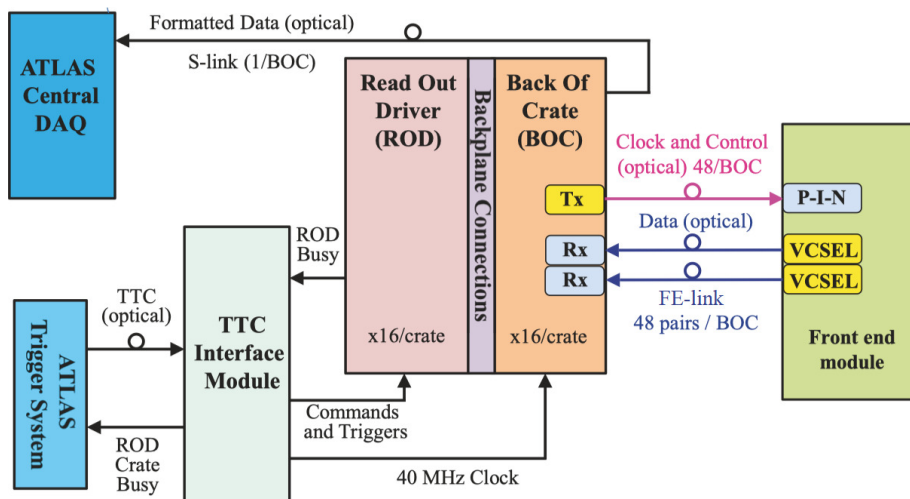 Formatted Data (optical)
S-link (1/BOC)
ATLAS
Central
DAQ
Read Out
Driver
(ROD)
Backplane Connections
Back Of
Crate
(BOC)
Clock and Control
(optical) 48/BOC
Tx
P-I-N
Data (optical)
Rx
VCSEL
Rx
VCSEL
FE-link
48 pairs / BOC
Front end
module
ROD
Busy
x16/crate
x16/crate
TTC
(optical)
TTC
Interface
Module
ATLAS
Trigger System
Commands
and Triggers
ROD
Crate
Busy
40 MHz Clock